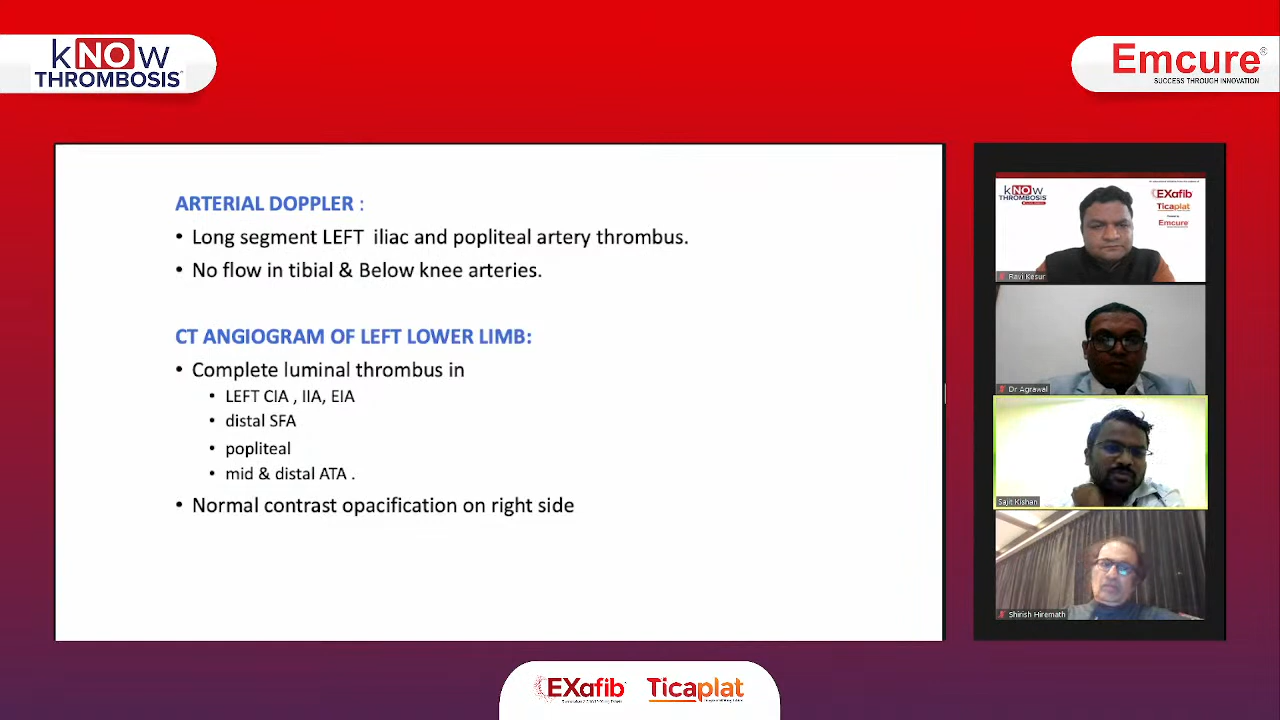 kNOw
THROMBOSIS
Emcure®
SUCCESS THROUGH INNOVATION
ARTERIAL DOPPLER :
• Long segment LEFT iliac and popliteal artery thrombus.
• No flow in tibial & Below knee arteries.
CT ANGIOGRAM OF LEFT LOWER LIMB:
• Complete luminal thrombus in
• LEFT CIA , IIA, EIA
• distal SFA
• popliteal
• mid & distal ATA .
• Normal contrast opacification on right side
kNOw
THROMBOSIS
EXafib
Ticaplat
Emcure
Ravi Kesur
Dr Agrawal
Sajit Kishan
Shirish Hiremath
EXafib
Ticaplat